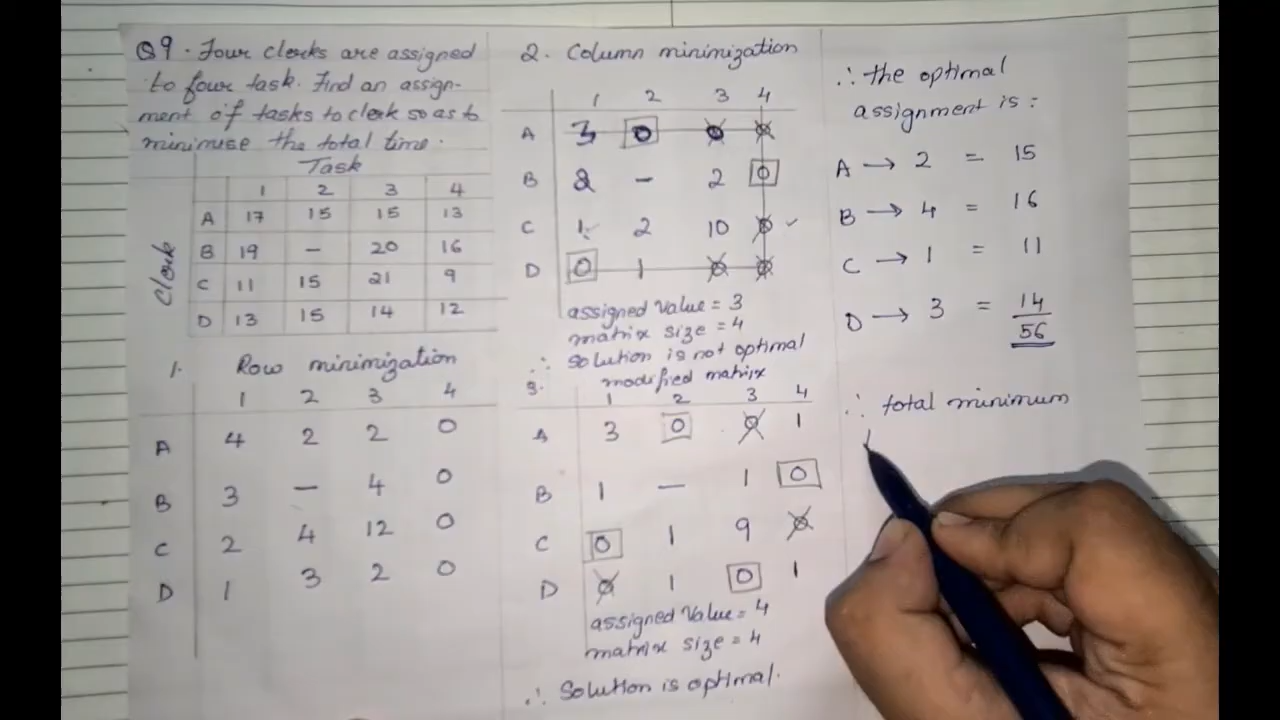 Q9. Four clerks are assigned
to four task. Find an assign-
ment of tasks to clerk so as to
minimise the total time.
Task
1 2 3 4
A 17 15 15 13
B 19 - 20 16
C 11 15 21 9
D 13 15 14 12
Clerk
1. Row minimization
1 2 3 4
A 4 2 2 0
B 3 - 4 0
C 2 4 12 0
D 1 3 2 0
2. Column minimization
1 2 3 4
A 3 0 0 0
B 2 - 2 0
C 1 2 10 0 ✓
D 0 1 0 0
assigned value = 3
matrix size = 4
∴ Solution is not optimal
3. modified matrix
1 2 3 4
A 3 0 0 1
B 1 - 1 0
C 0 1 9 0
D 0 1 0 1
assigned value = 4
matrix size = 4
∴ Solution is optimal.
∴ the optimal
assignment is :
A → 2 = 15
B → 4 = 16
C → 1 = 11
D → 3 = 14
56
∴ total minimum